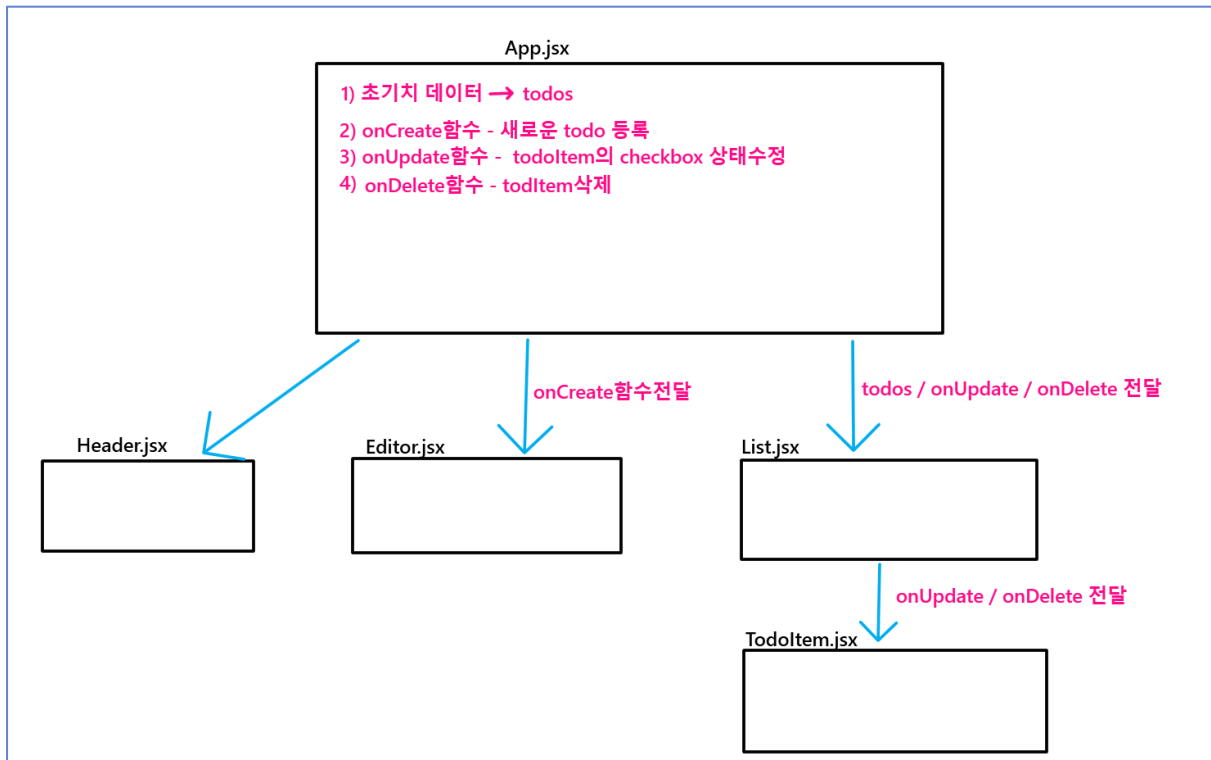 App.jsx
1) 초기치 데이터 → todos
2) onCreate함수 - 새로운 todo 등록
3) onUpdate함수 - todoItem의 checkbox 상태수정
4) onDelete함수 - todItem삭제
onCreate함수전달
todos / onUpdate / onDelete 전달
Header.jsx
Editor.jsx
List.jsx
onUpdate / onDelete 전달
TodoItem.jsx